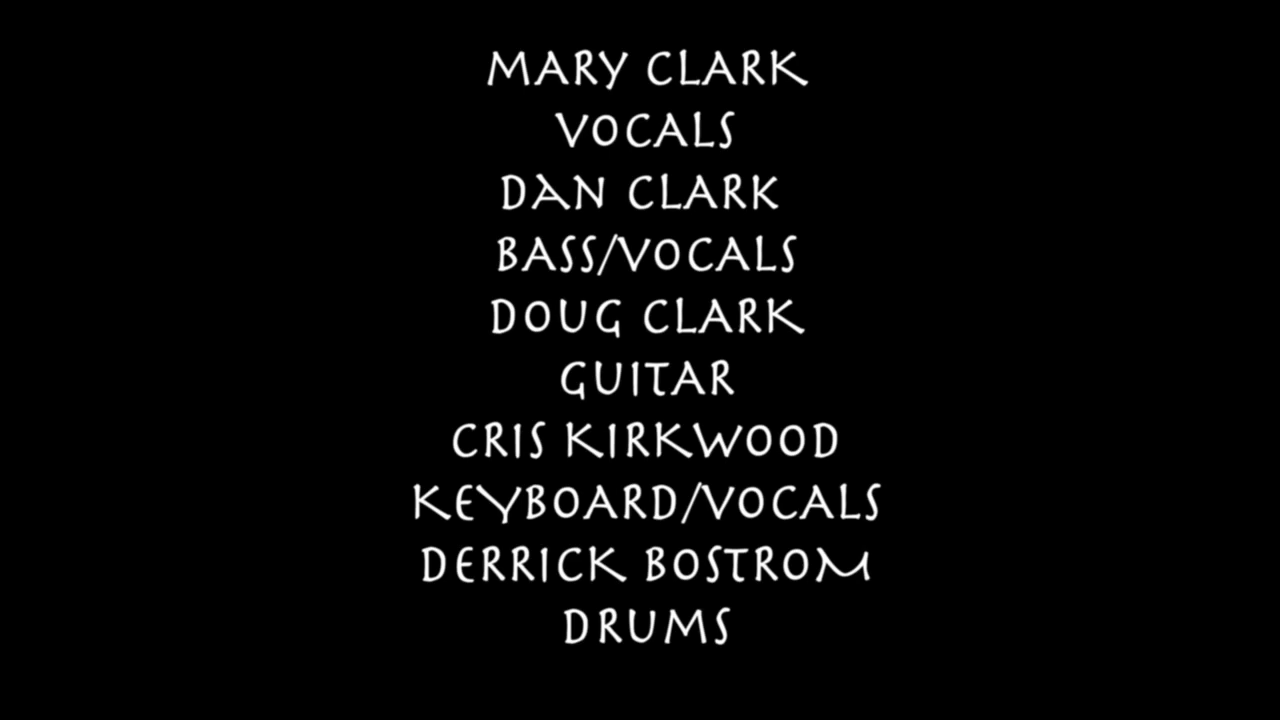 MARY CLARK
VOCALS
DAN CLARK
BASS/VOCALS
DOUG CLARK
GUITAR
CRIS KIRKWOOD
KEYBOARD/VOCALS
DERRICK BOSTROM
DRUMS